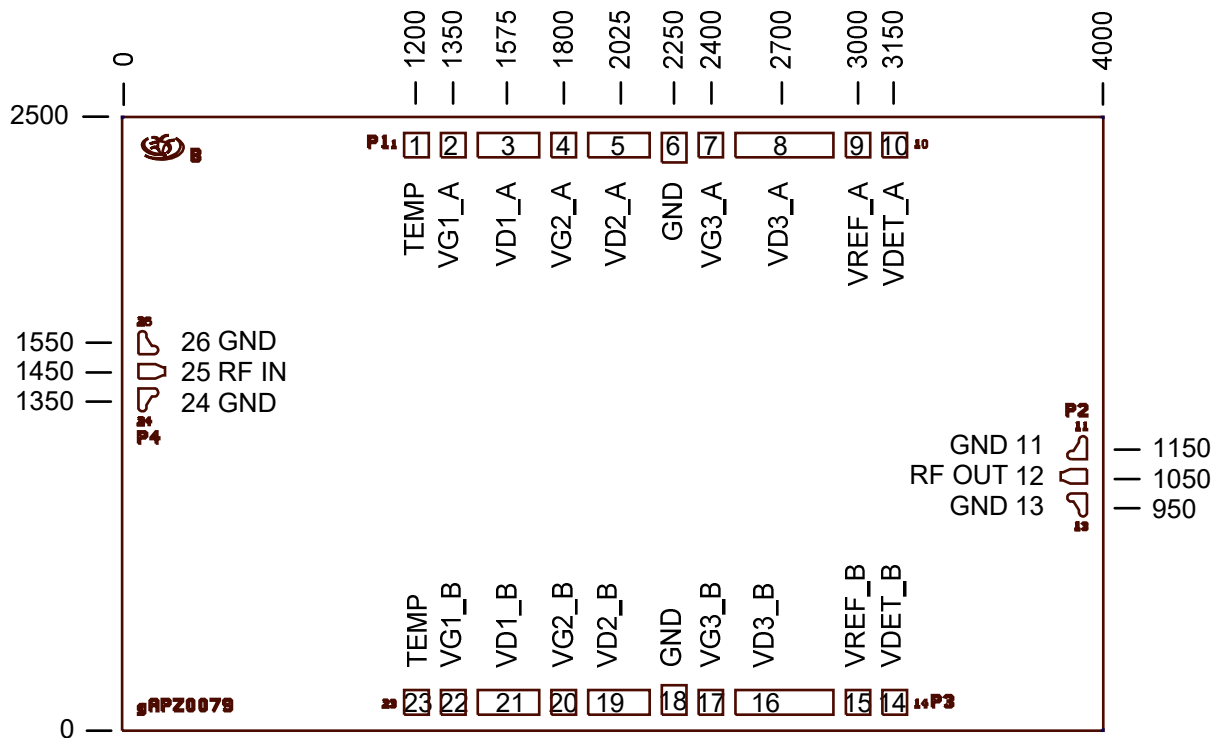 0 1200 1350 1575 1800 2025 2250 2400 2700 3000 3150 4000
2500
B
P1 1 1 2 3 4 5 6 7 8 9 10 10
TEMP VG1_A VD1_A VG2_A VD2_A GND VG3_A VD3_A VREF_A VDET_A
26
1550 26 GND
1450 25 RF IN
1350 24 GND
24
P4
P2
11
GND 11 1150
RF OUT 12 1050
GND 13 950
13
TEMP VG1_B VD1_B VG2_B VD2_B GND VG3_B VD3_B VREF_B VDET_B
gAPZ0079 23 23 22 21 20 19 18 17 16 15 14 14 P3
0